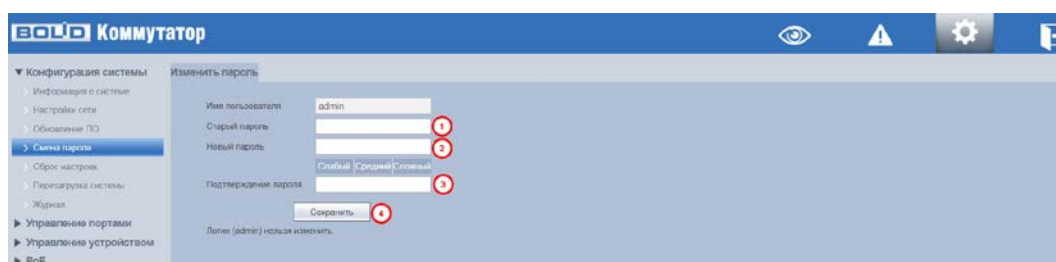 BOLID Коммутатор
Конфигурация системы
Информация о системе
Настройки сети
Обновление ПО
Смена пароля
Сброс настроек
Перезагрузка системы
Журнал
Управление портами
Управление устройством
PoE
Изменить пароль
Имя пользователя admin
Старый пароль 1
Новый пароль 2
Слабый Средний Сложный
Подтверждение пароля 3
Сохранить 4
Логин (admin) нельзя изменить.